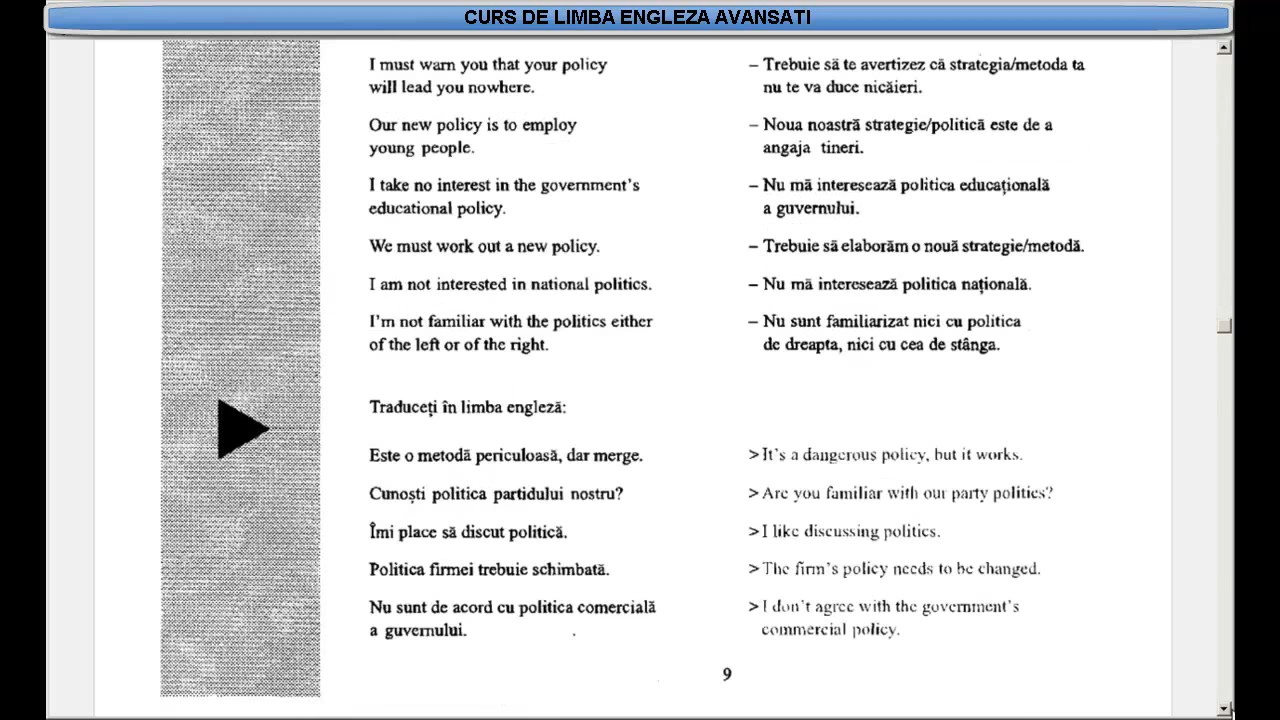 CURS DE LIMBA ENGLEZA AVANSATI
I must warn you that your policy
will lead you nowhere.
– Trebuie să te avertizez că strategia/metoda ta
nu te va duce nicăieri.
Our new policy is to employ
young people.
– Noua noastră strategie/politică este de a
angaja tineri.
I take no interest in the government's
educational policy.
– Nu mă interesează politica educaţională
a guvernului.
We must work out a new policy.
– Trebuie să elaborăm o nouă strategie/metodă.
I am not interested in national politics.
– Nu mă interesează politica naţională.
I'm not familiar with the politics either
of the left or of the right.
– Nu sunt familiarizat nici cu politica
de dreapta, nici cu cea de stânga.
Traduceţi în limba engleză:
Este o metodă periculoasă, dar merge.
> It's a dangerous policy, but it works.
Cunoşti politica partidului nostru?
> Are you familiar with our party politics?
Îmi place să discut politică.
> I like discussing politics.
Politica firmei trebuie schimbată.
> The firm's policy needs to be changed.
Nu sunt de acord cu politica comercială
a guvernului.
> I don't agree with the government's
commercial policy.
9